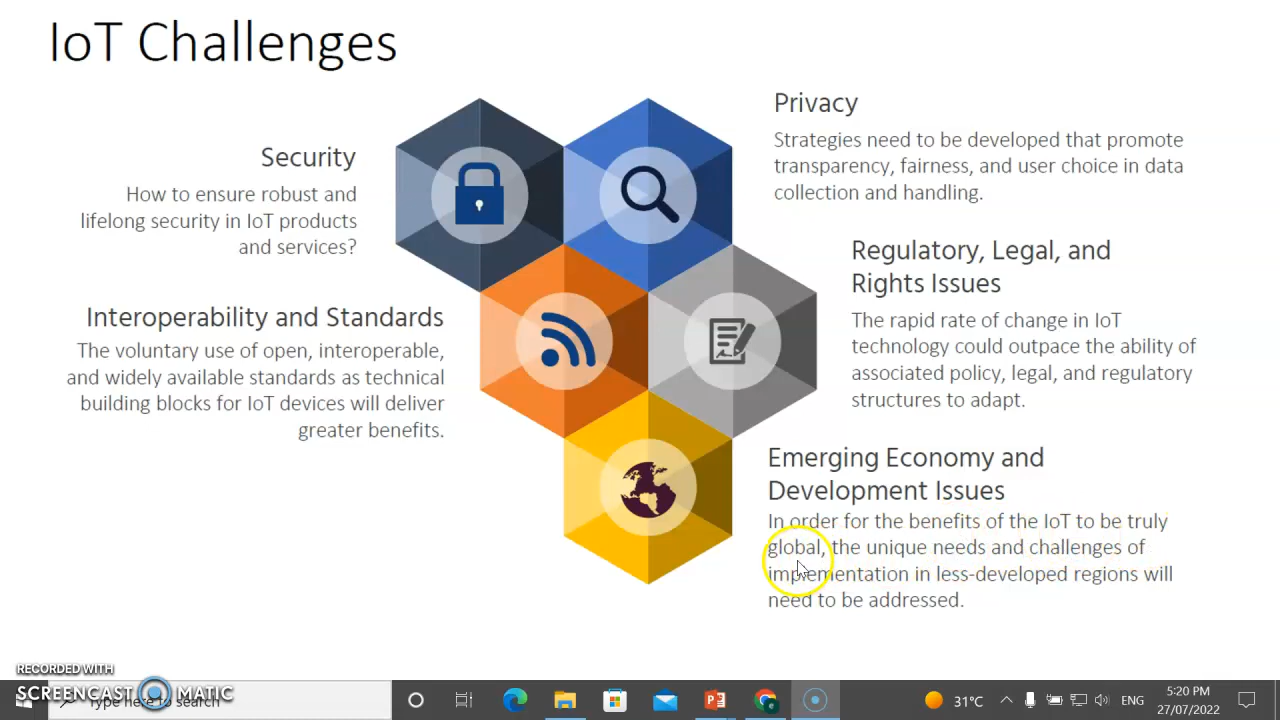 IoT Challenges
Security
How to ensure robust and
lifelong security in IoT products
and services?
Privacy
Strategies need to be developed that promote
transparency, fairness, and user choice in data
collection and handling.
Interoperability and Standards
The voluntary use of open, interoperable,
and widely available standards as technical
building blocks for IoT devices will deliver
greater benefits.
Regulatory, Legal, and
Rights Issues
The rapid rate of change in IoT
technology could outpace the ability of
associated policy, legal, and regulatory
structures to adapt.
Emerging Economy and
Development Issues
In order for the benefits of the IoT to be truly
global, the unique needs and challenges of
implementation in less-developed regions will
need to be addressed.
RECORDED WITH
SCREENCAST MATIC
Type here to search
31°C
ENG
5:20 PM
27/07/2022